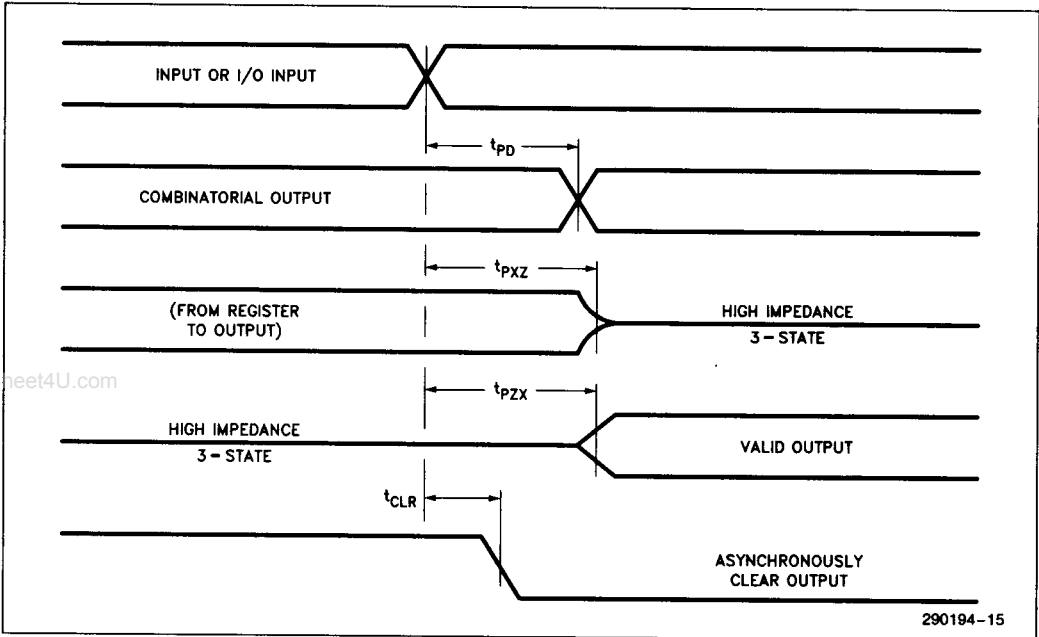 INPUT OR I/O INPUT
tPD
COMBINATORIAL OUTPUT
tPXZ
(FROM REGISTER
TO OUTPUT)
HIGH IMPEDANCE
3-STATE
neet4U.com
tPZX
HIGH IMPEDANCE
3-STATE
VALID OUTPUT
tCLR
ASYNCHRONOUSLY
CLEAR OUTPUT
290194-15